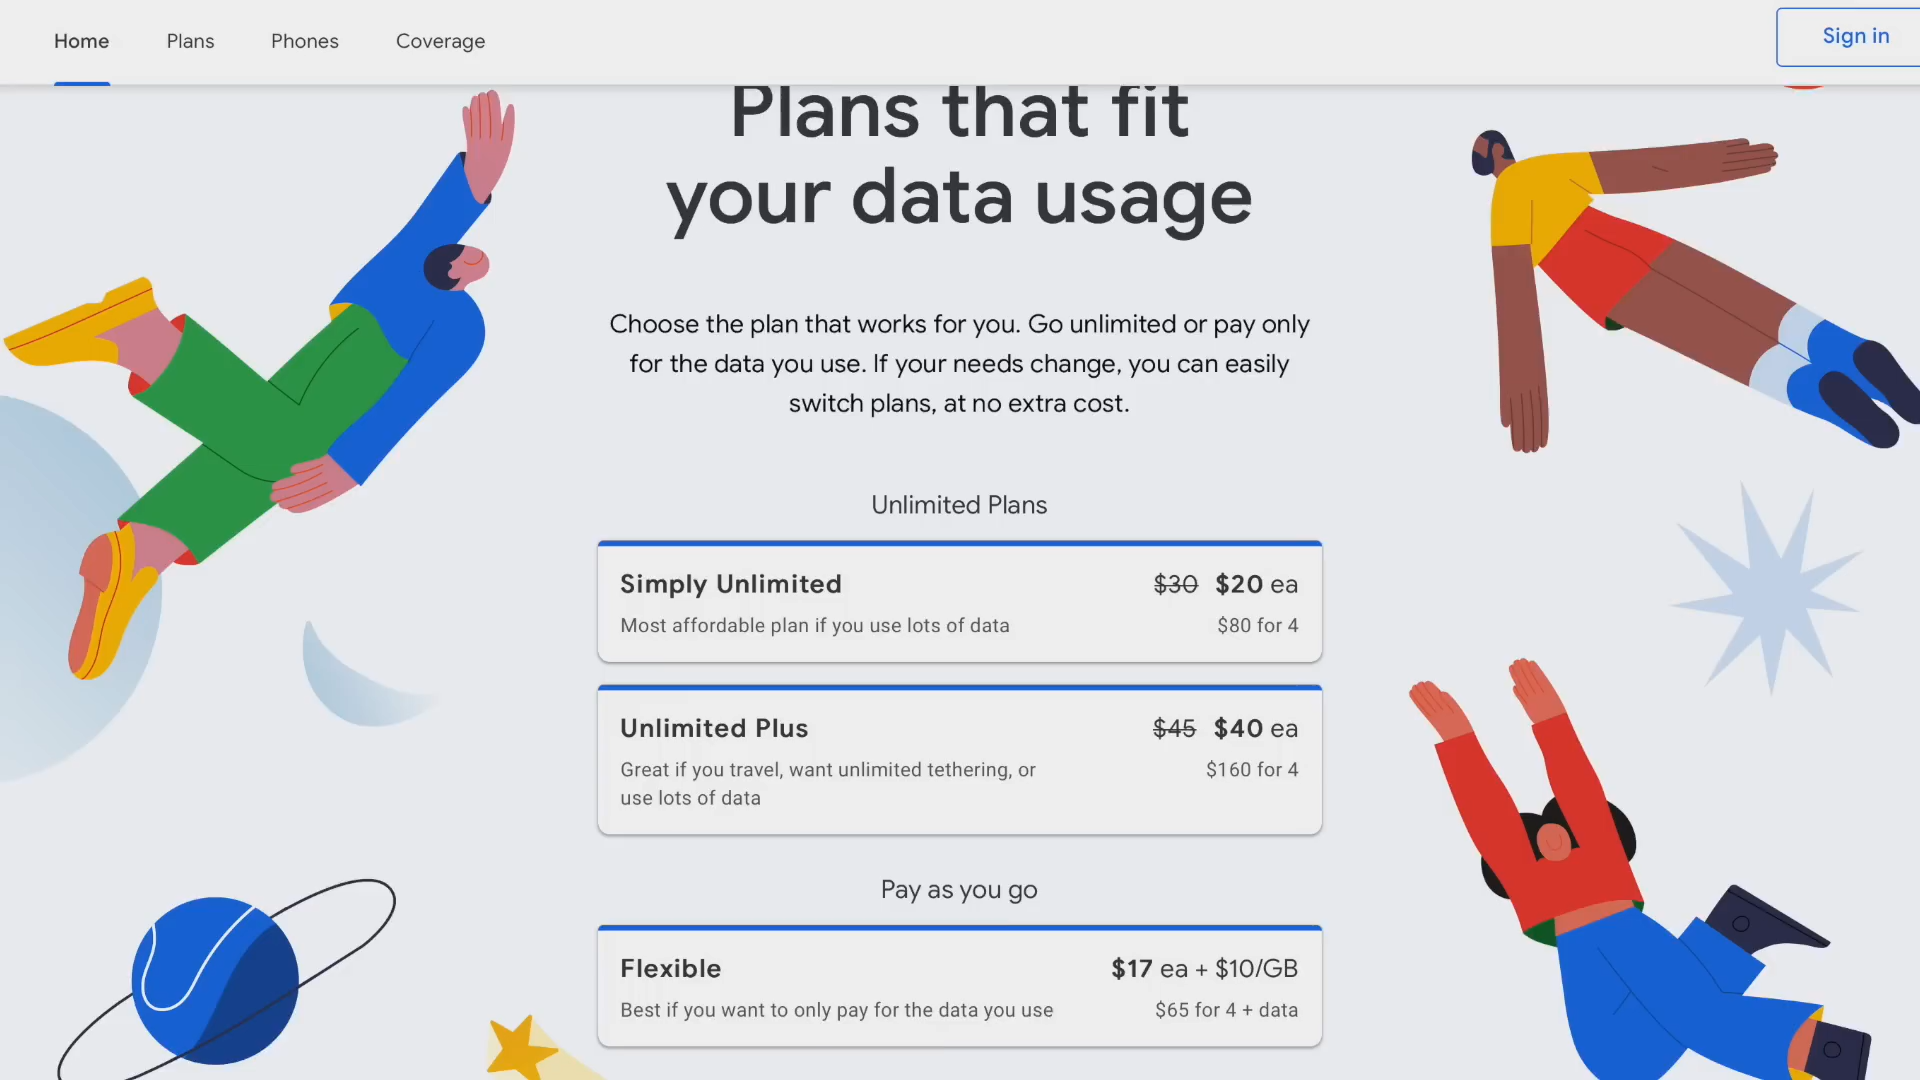 Home Plans Phones Coverage Sign in
Plans that fit
your data usage
Choose the plan that works for you. Go unlimited or pay only
for the data you use. If your needs change, you can easily
switch plans, at no extra cost.
Unlimited Plans
Simply Unlimited $30 $20 ea
Most affordable plan if you use lots of data $80 for 4
Unlimited Plus $45 $40 ea
Great if you travel, want unlimited tethering, or $160 for 4
use lots of data
Pay as you go
Flexible $17 ea + $10/GB
Best if you want to only pay for the data you use $65 for 4 + data